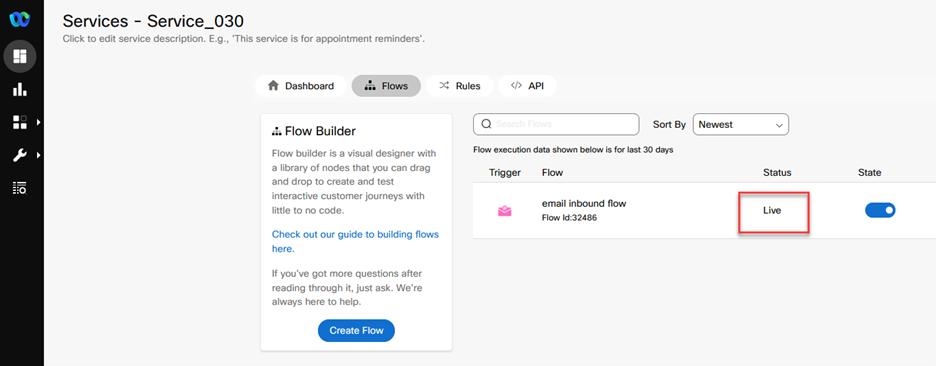 Services - Service_030
Click to edit service description. E.g., 'This service is for appointment reminders'.
Dashboard
Flows
Rules
API
Flow Builder
Flow builder is a visual designer with
a library of nodes that you can drag
and drop to create and test
interactive customer journeys with
little to no code.
Check out our guide to building flows
here.
If you've got more questions after
reading through it, just ask. We're
always here to help.
Create Flow
Search Flows
Sort By
Newest
Flow execution data shown below is for last 30 days
Trigger
Flow
Status
State
email inbound flow
Flow Id:32486
Live